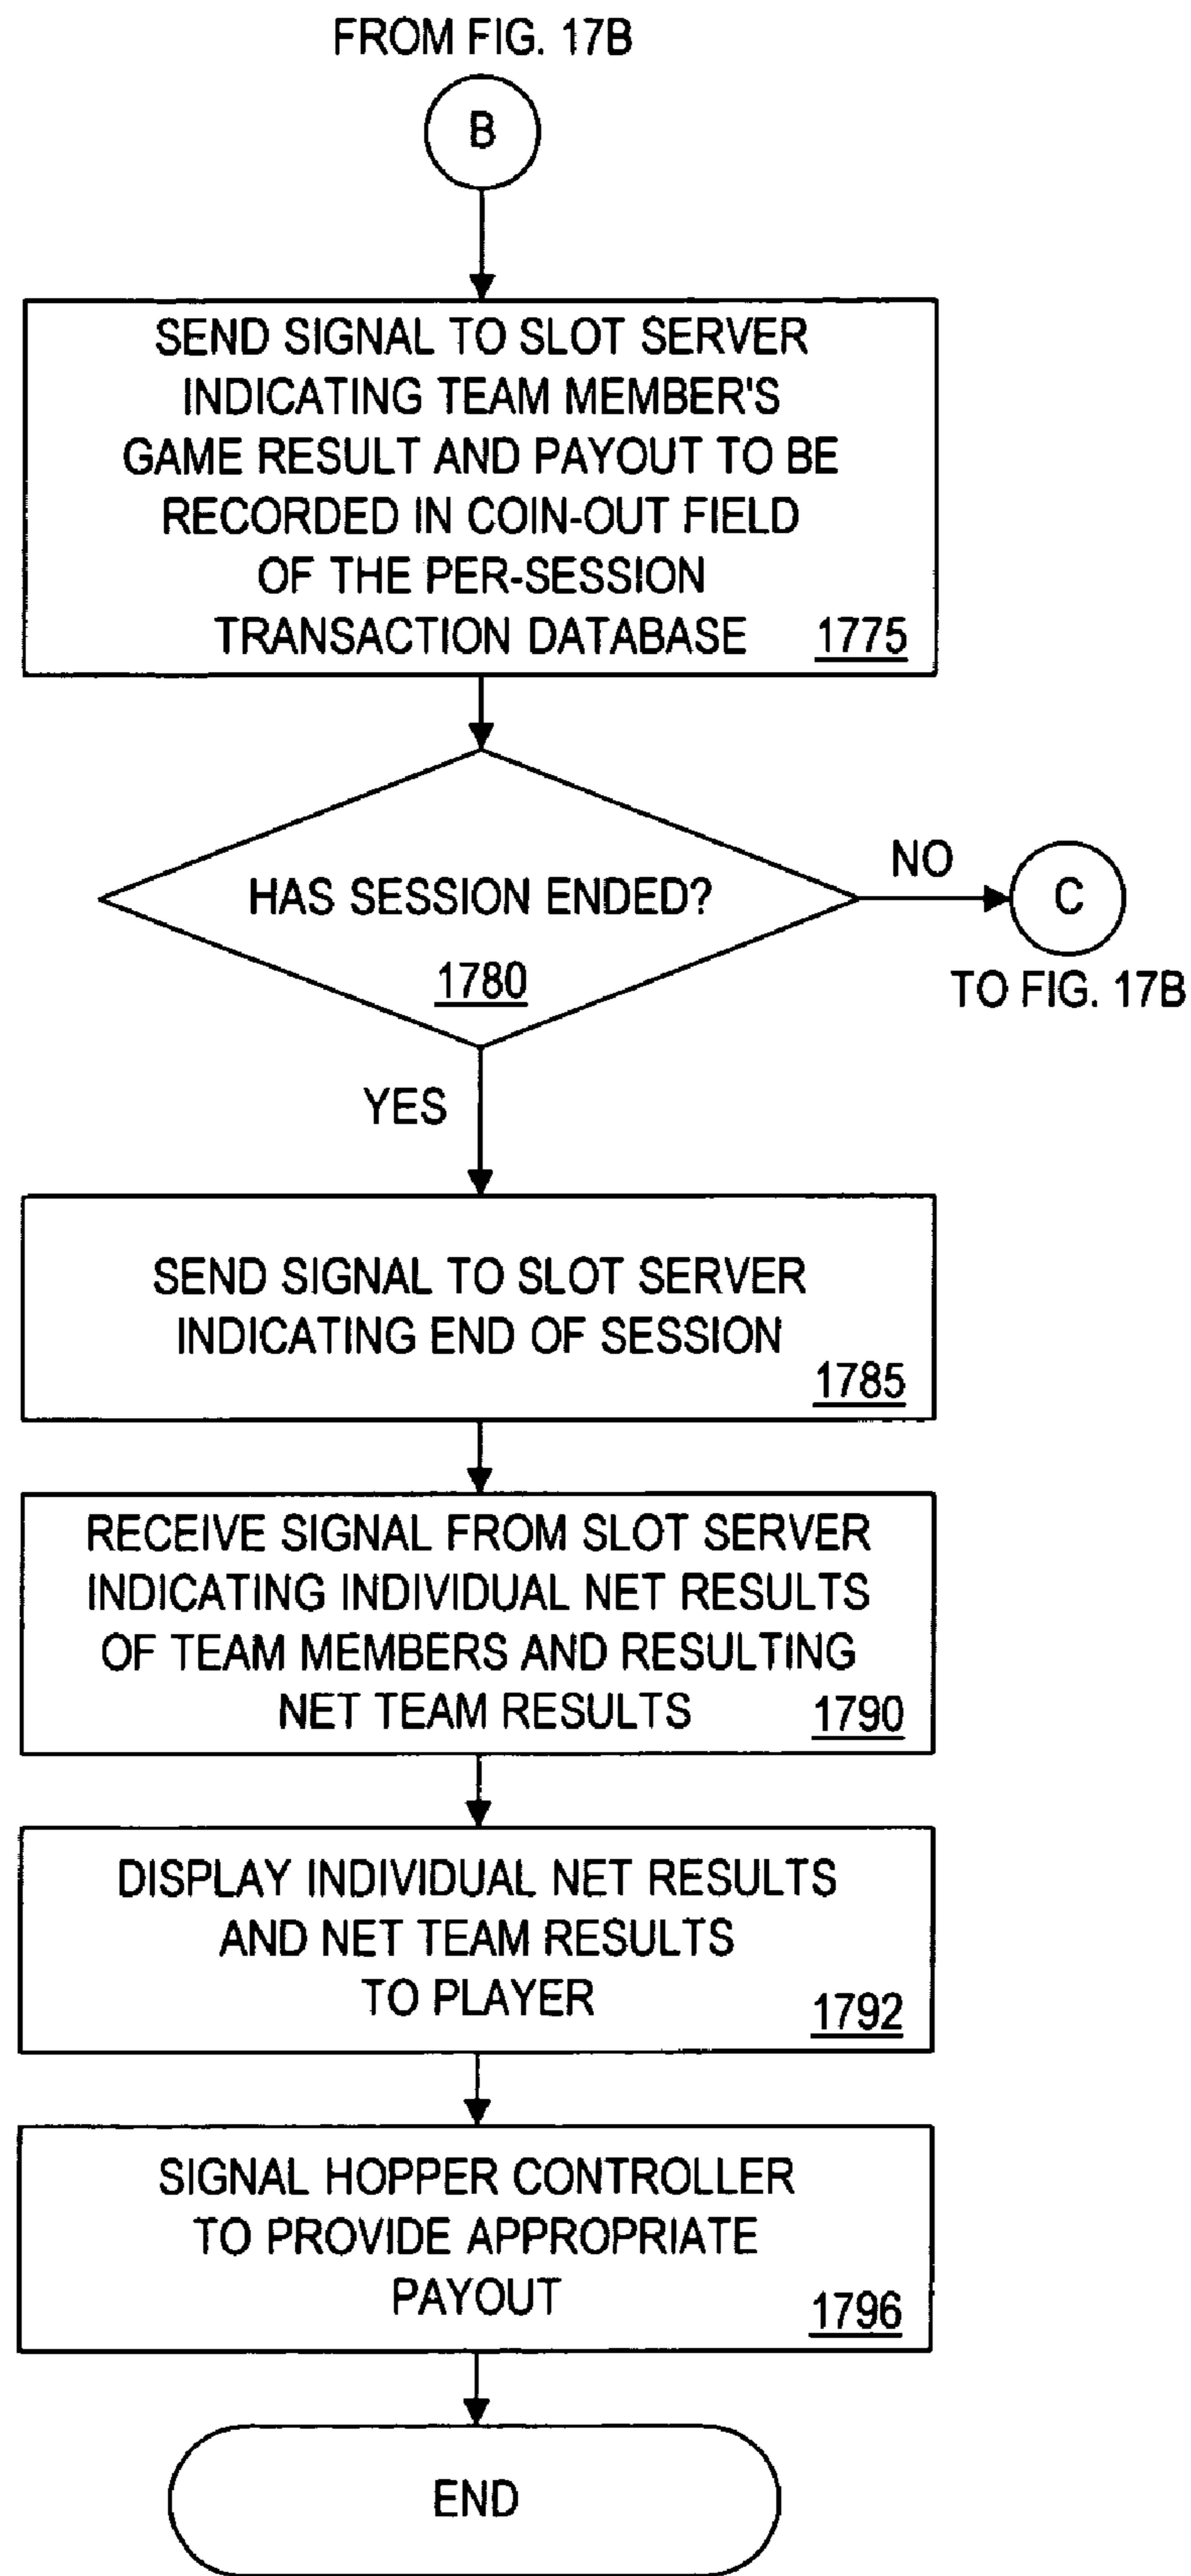 FROM FIG. 17B
B
SEND SIGNAL TO SLOT SERVER
INDICATING TEAM MEMBER'S
GAME RESULT AND PAYOUT TO BE
RECORDED IN COIN-OUT FIELD
OF THE PER-SESSION
TRANSACTION DATABASE 1775
HAS SESSION ENDED?
1780
NO
C
TO FIG. 17B
YES
SEND SIGNAL TO SLOT SERVER
INDICATING END OF SESSION
1785
RECEIVE SIGNAL FROM SLOT SERVER
INDICATING INDIVIDUAL NET RESULTS
OF TEAM MEMBERS AND RESULTING
NET TEAM RESULTS 1790
DISPLAY INDIVIDUAL NET RESULTS
AND NET TEAM RESULTS
TO PLAYER 1792
SIGNAL HOPPER CONTROLLER
TO PROVIDE APPROPRIATE
PAYOUT 1796
END